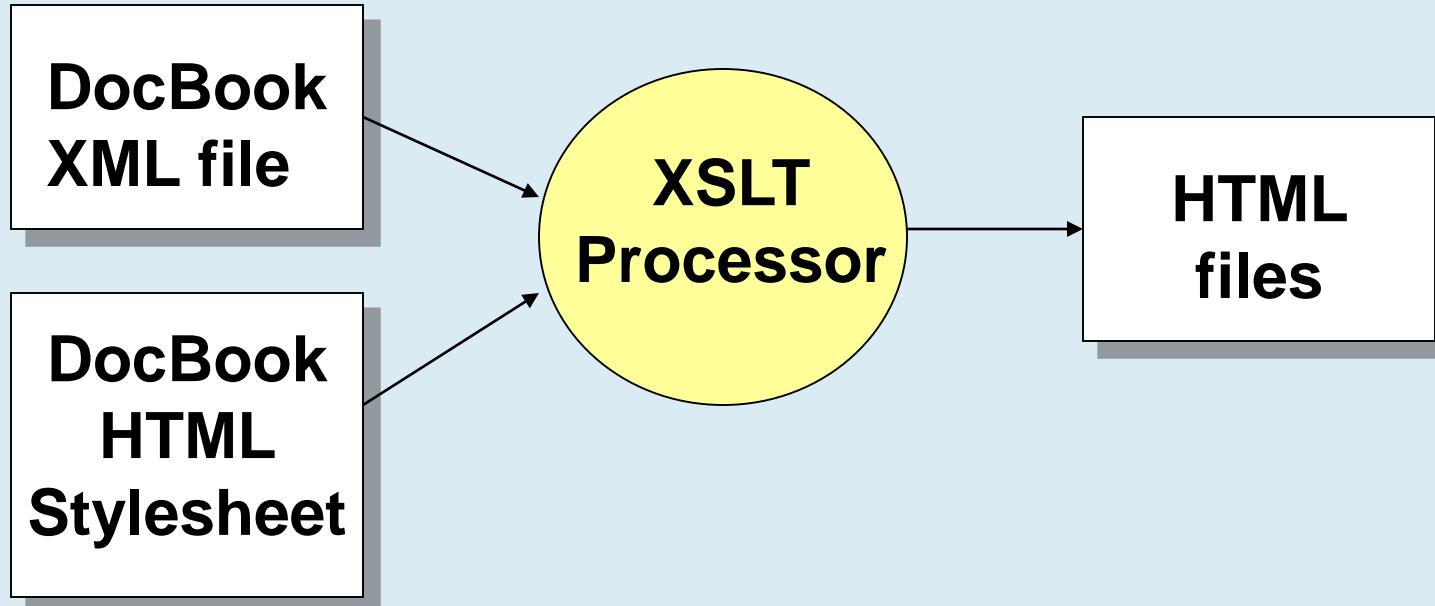 DocBook
XML file
DocBook
HTML
Stylesheet
XSLT
Processor
HTML
files